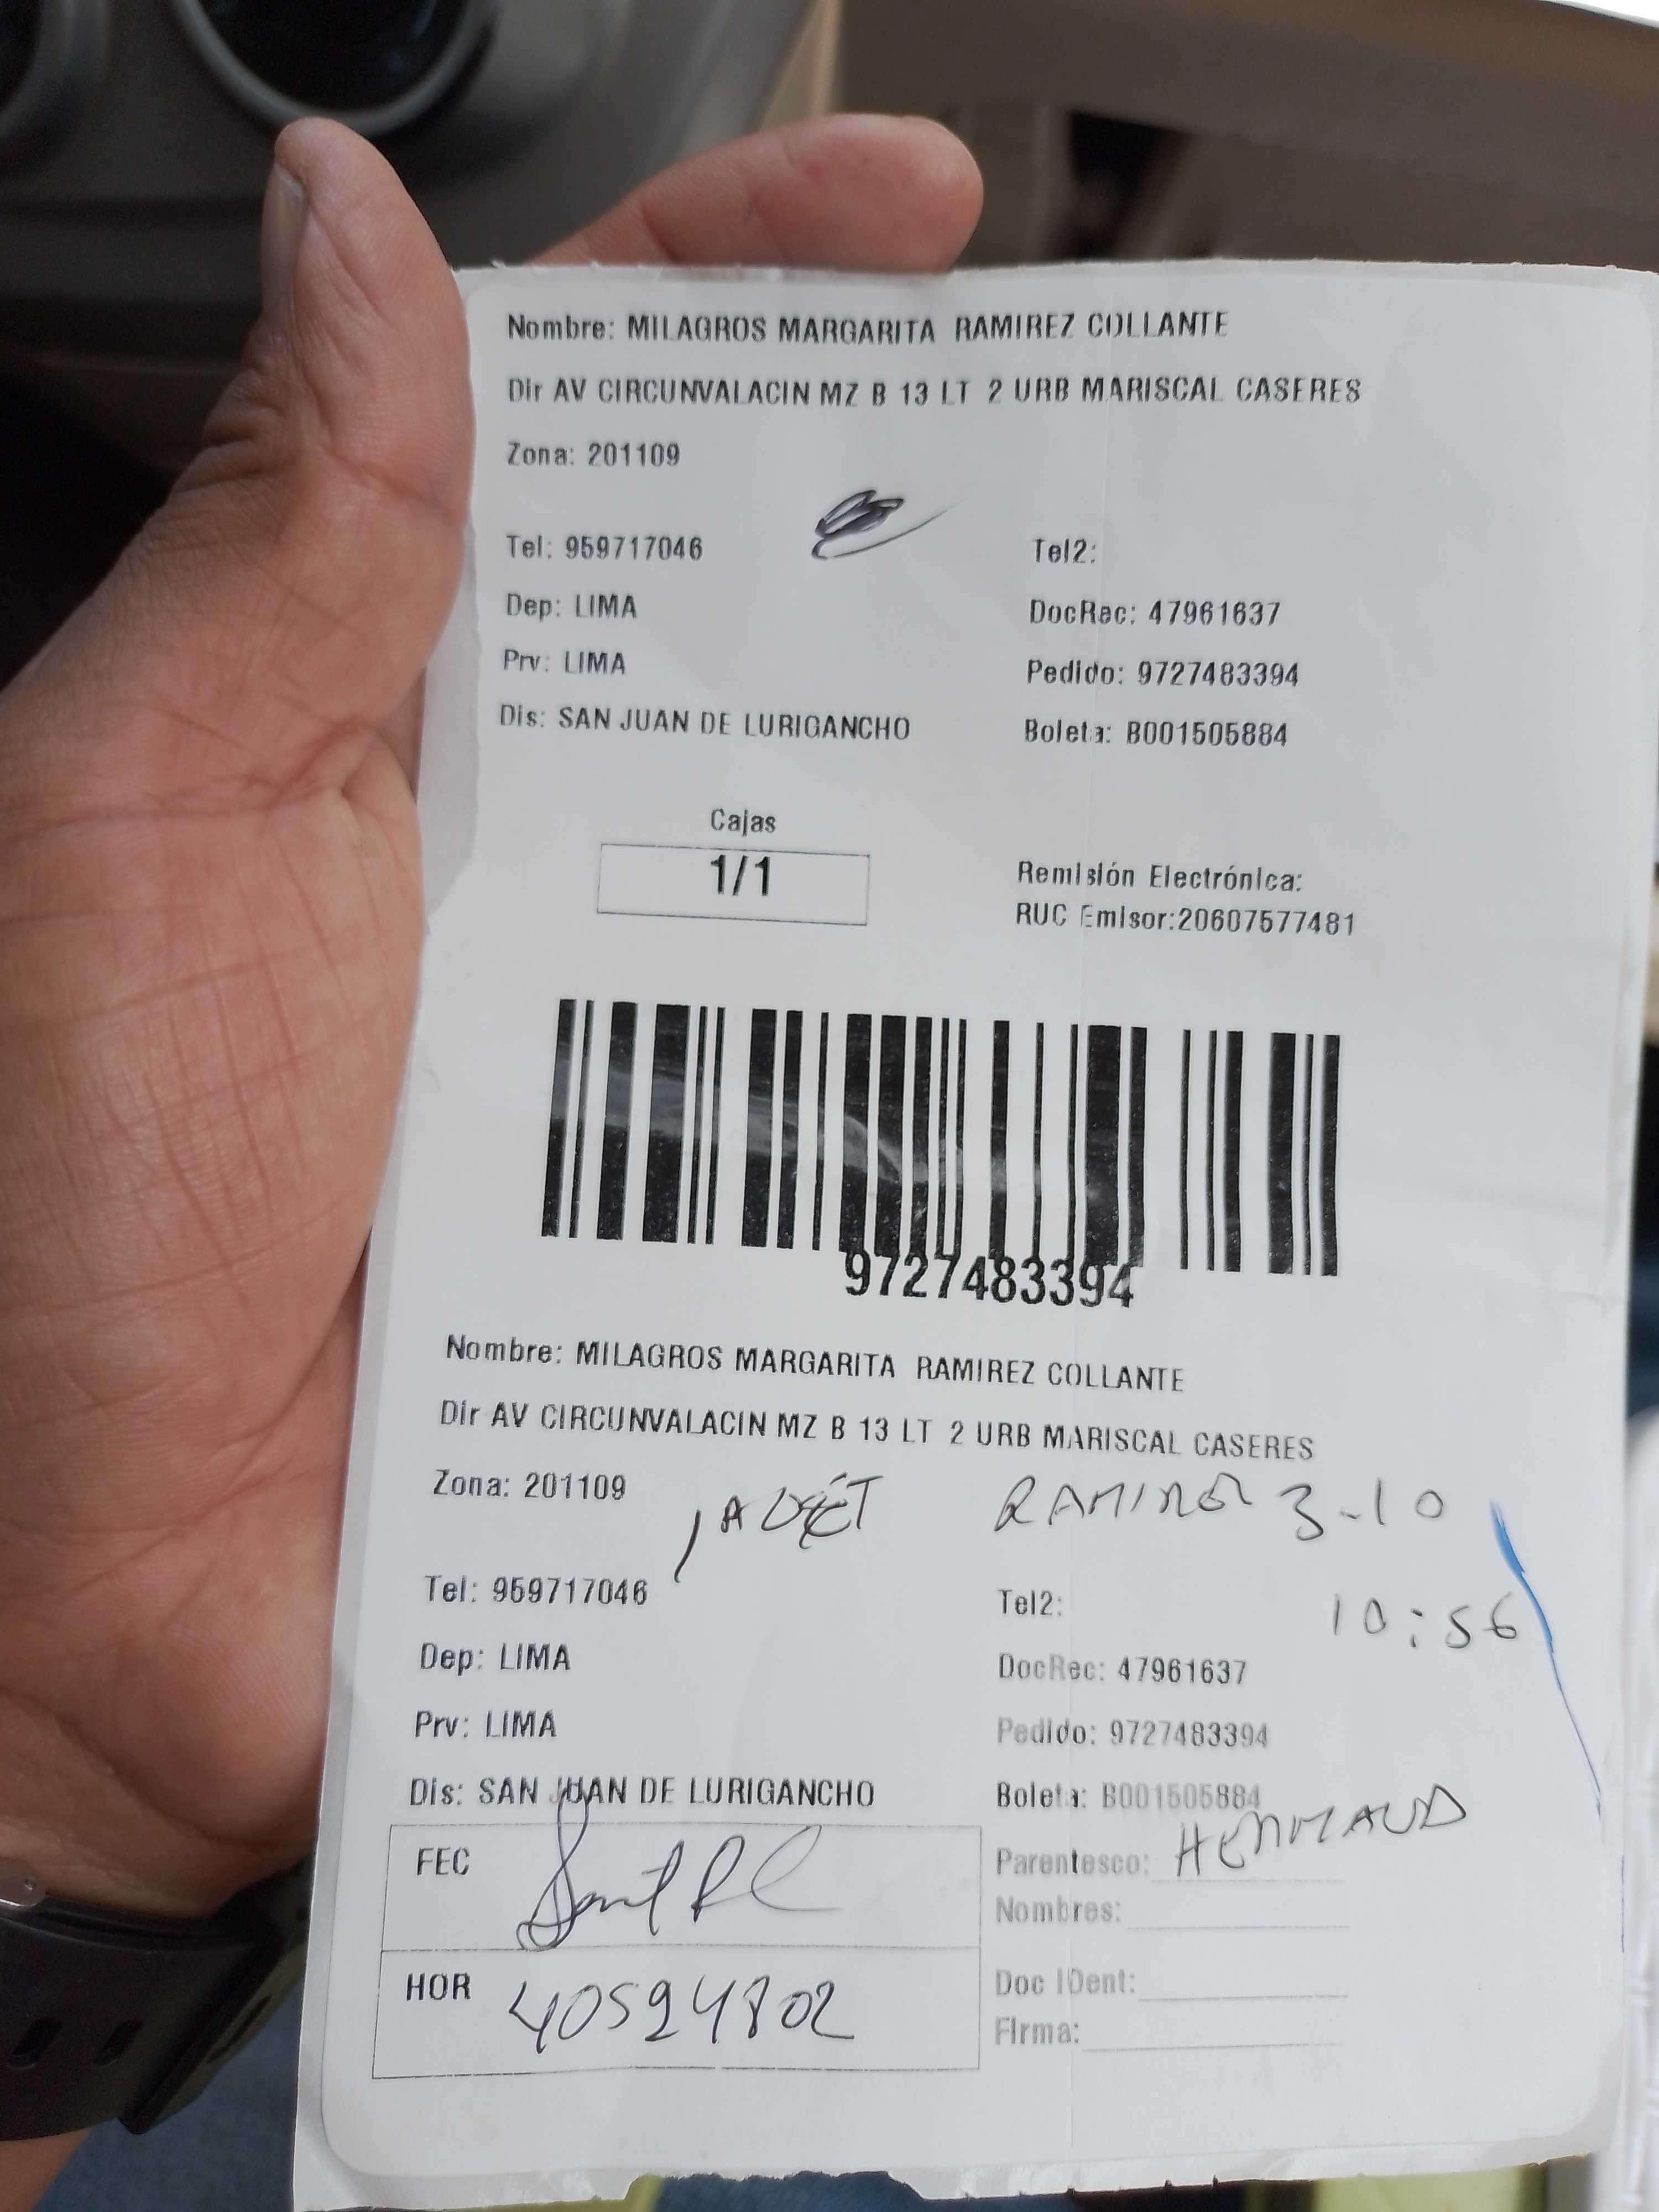 Nombre: MILAGROS MARGARITA RAMIREZ COLLANTE
Dir AV CIRCUNVALACIN MZ B 13 LT 2 URB MARISCAL CASERES
Zona: 201109
Tel: 959717046 Tel2:
Dep: LIMA DocRec: 47961637
Prv: LIMA Pedido: 9727483394
Dis: SAN JUAN DE LURIGANCHO Boleta: B001505884
Cajas
1/1
Remisión Electrónica:
RUC Emisor:20607577481
9727483394
Nombre: MILAGROS MARGARITA RAMIREZ COLLANTE
Dir AV CIRCUNVALACIN MZ B 13 LT 2 URB MARISCAL CASERES
Zona: 201109 3-10
Tel: 959717046 Tel2: 10:56
Dep: LIMA DocRec: 47961637
Prv: LIMA Pedido: 9727483394
Dis: SAN JUAN DE LURIGANCHO Boleta: B001505884
FEC Parentesco:
Nombres:
HOR 40594802 Doc IDent:
Firma: